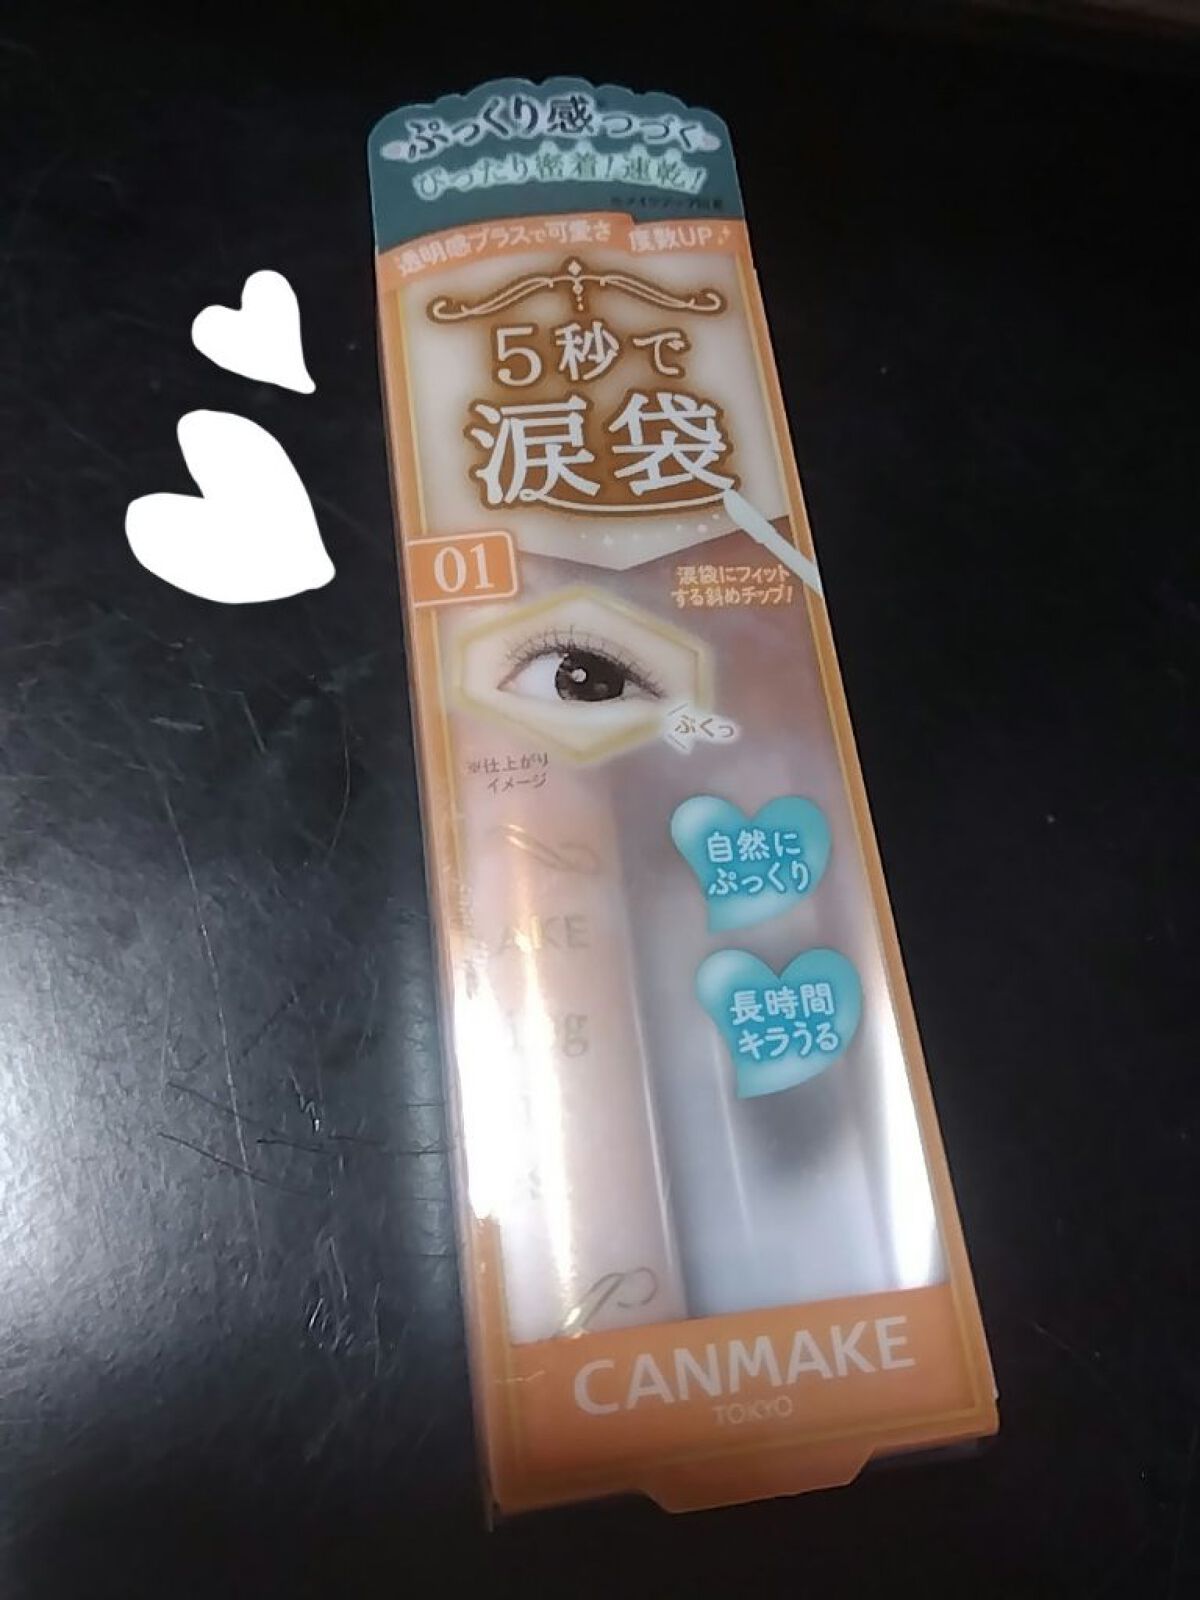 ぷっくり感つづく
ぴったり密着!速乾!
透明感プラスで可愛さ 度数UP
5秒で
涙袋
01
涙袋にフィット
する斜めチップ!
ぷくっ
※仕上がり
イメージ
自然に
ぷっくり
AKE
長時間
キラうる
CANMAKE
TOKYO